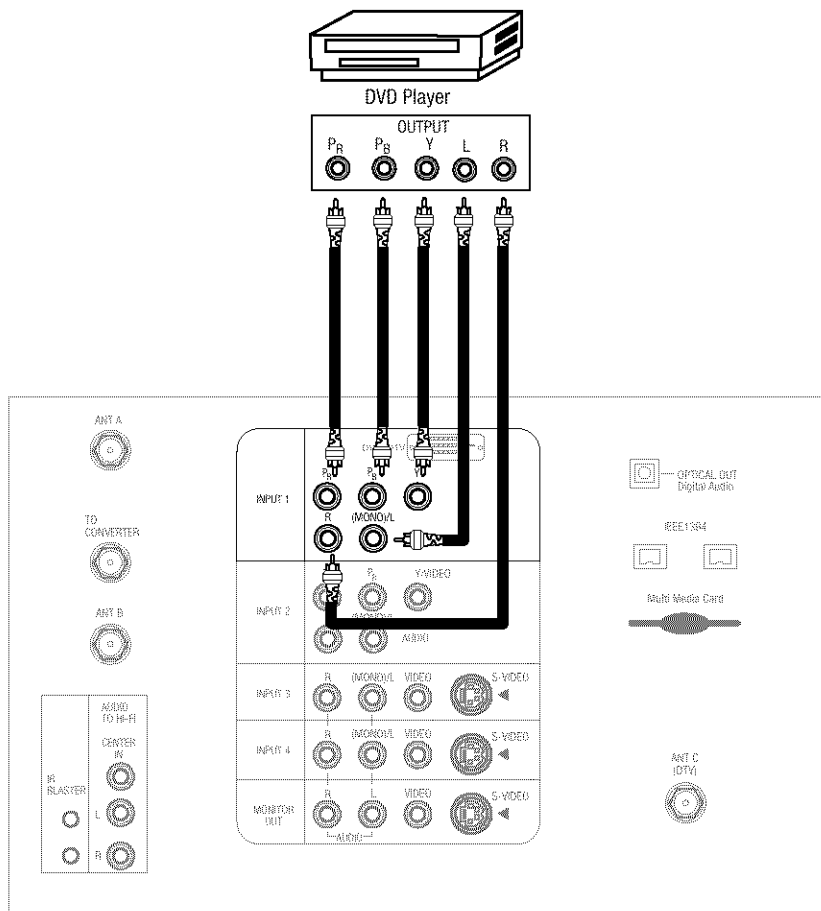 DVD Player
OUTPUT
PR PB Y L R
ANT A
TO
CONVERTER
ANT B
AUDIO
TO HI-FI
CENTER
IN
IR
BLASTER
L
R
INPUT 1
PR PB Y
R (MONO)/L
INPUT 2
PB Y/VIDEO
(MONO)/L AUDIO
INPUT 3
R (MONO)/L VIDEO S-VIDEO
INPUT 4
R (MONO)/L VIDEO S-VIDEO
MONITOR
OUT
R L VIDEO S-VIDEO
AUDIO
OPTICAL OUT
Digital Audio
IEEE1394
Multi Media Card
ANT C
(DTV)